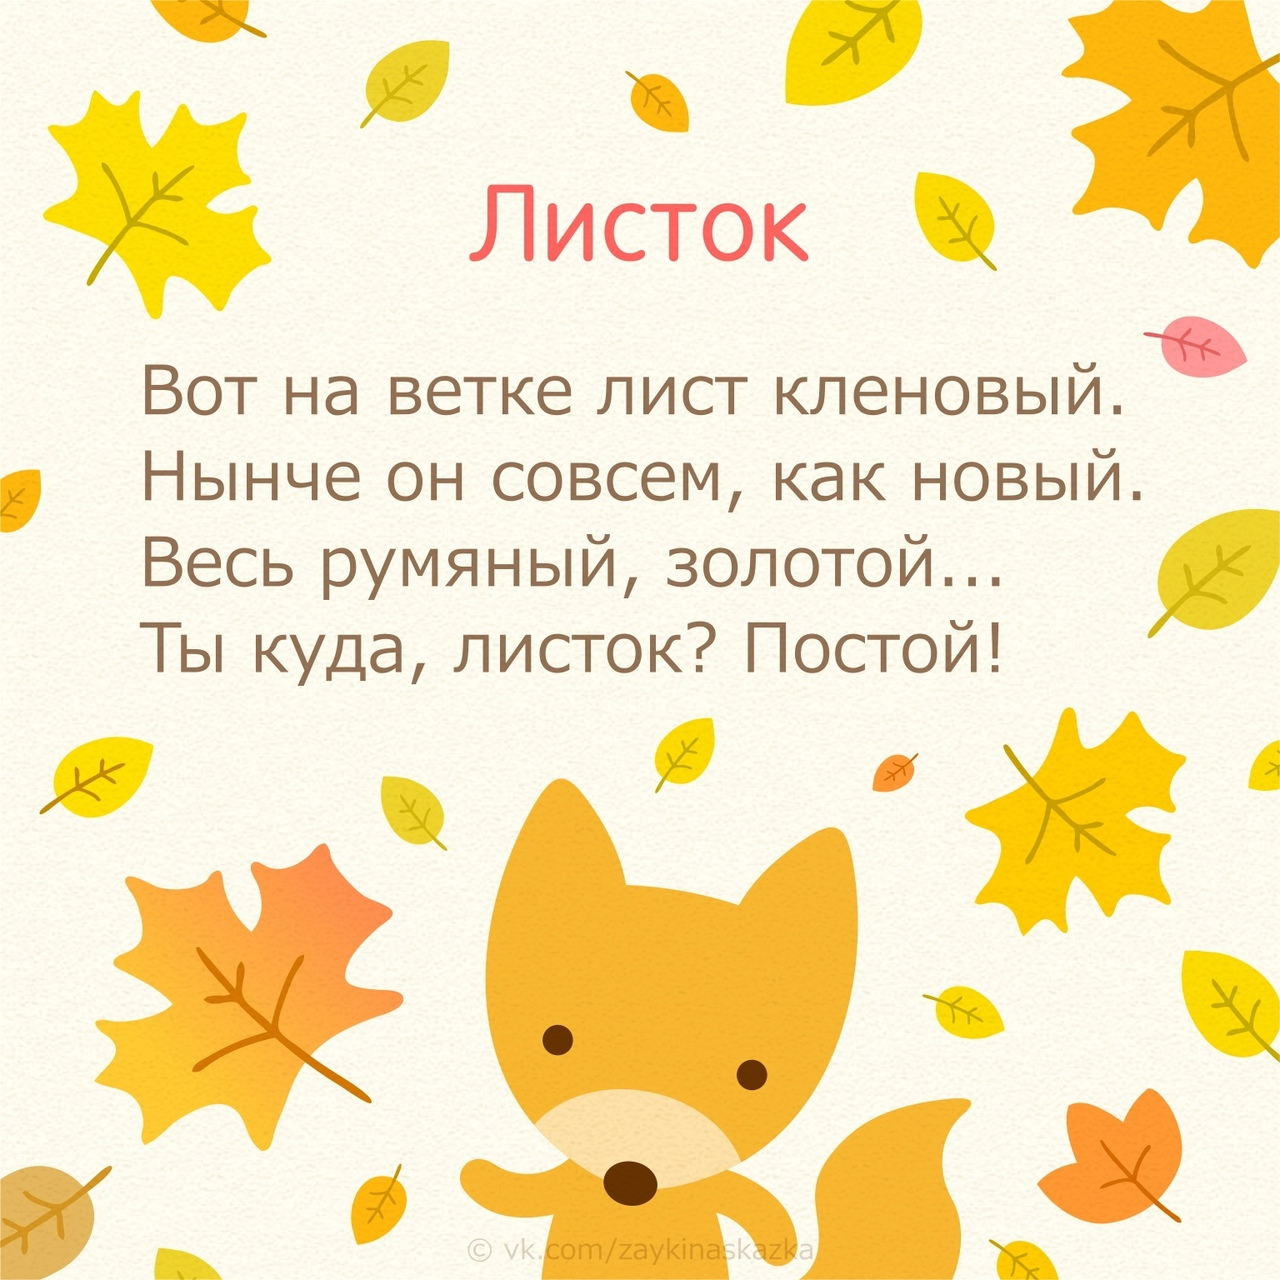 Листок
Вот на ветке лист кленовый.
Нынче он совсем, как новый.
Весь румяный, золотой...
Ты куда, листок? Постой!
© vk.com/zaykinaskazka